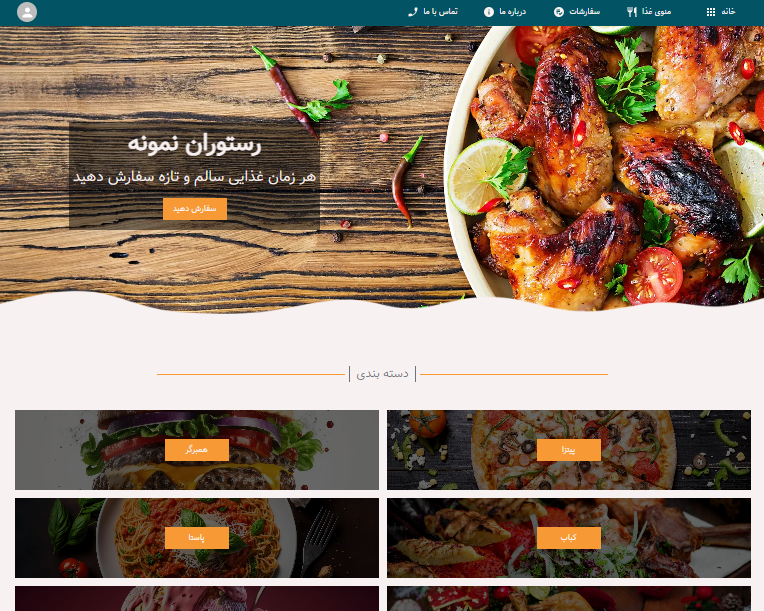 خانه
منوی غذا
سفارشات
درباره ما
تماس با ما
رستوران نمونه
هر زمان غذایی سالم و تازه سفارش دهید
سفارش دهید
دسته بندی
پیتزا
همبرگر
کباب
پاستا